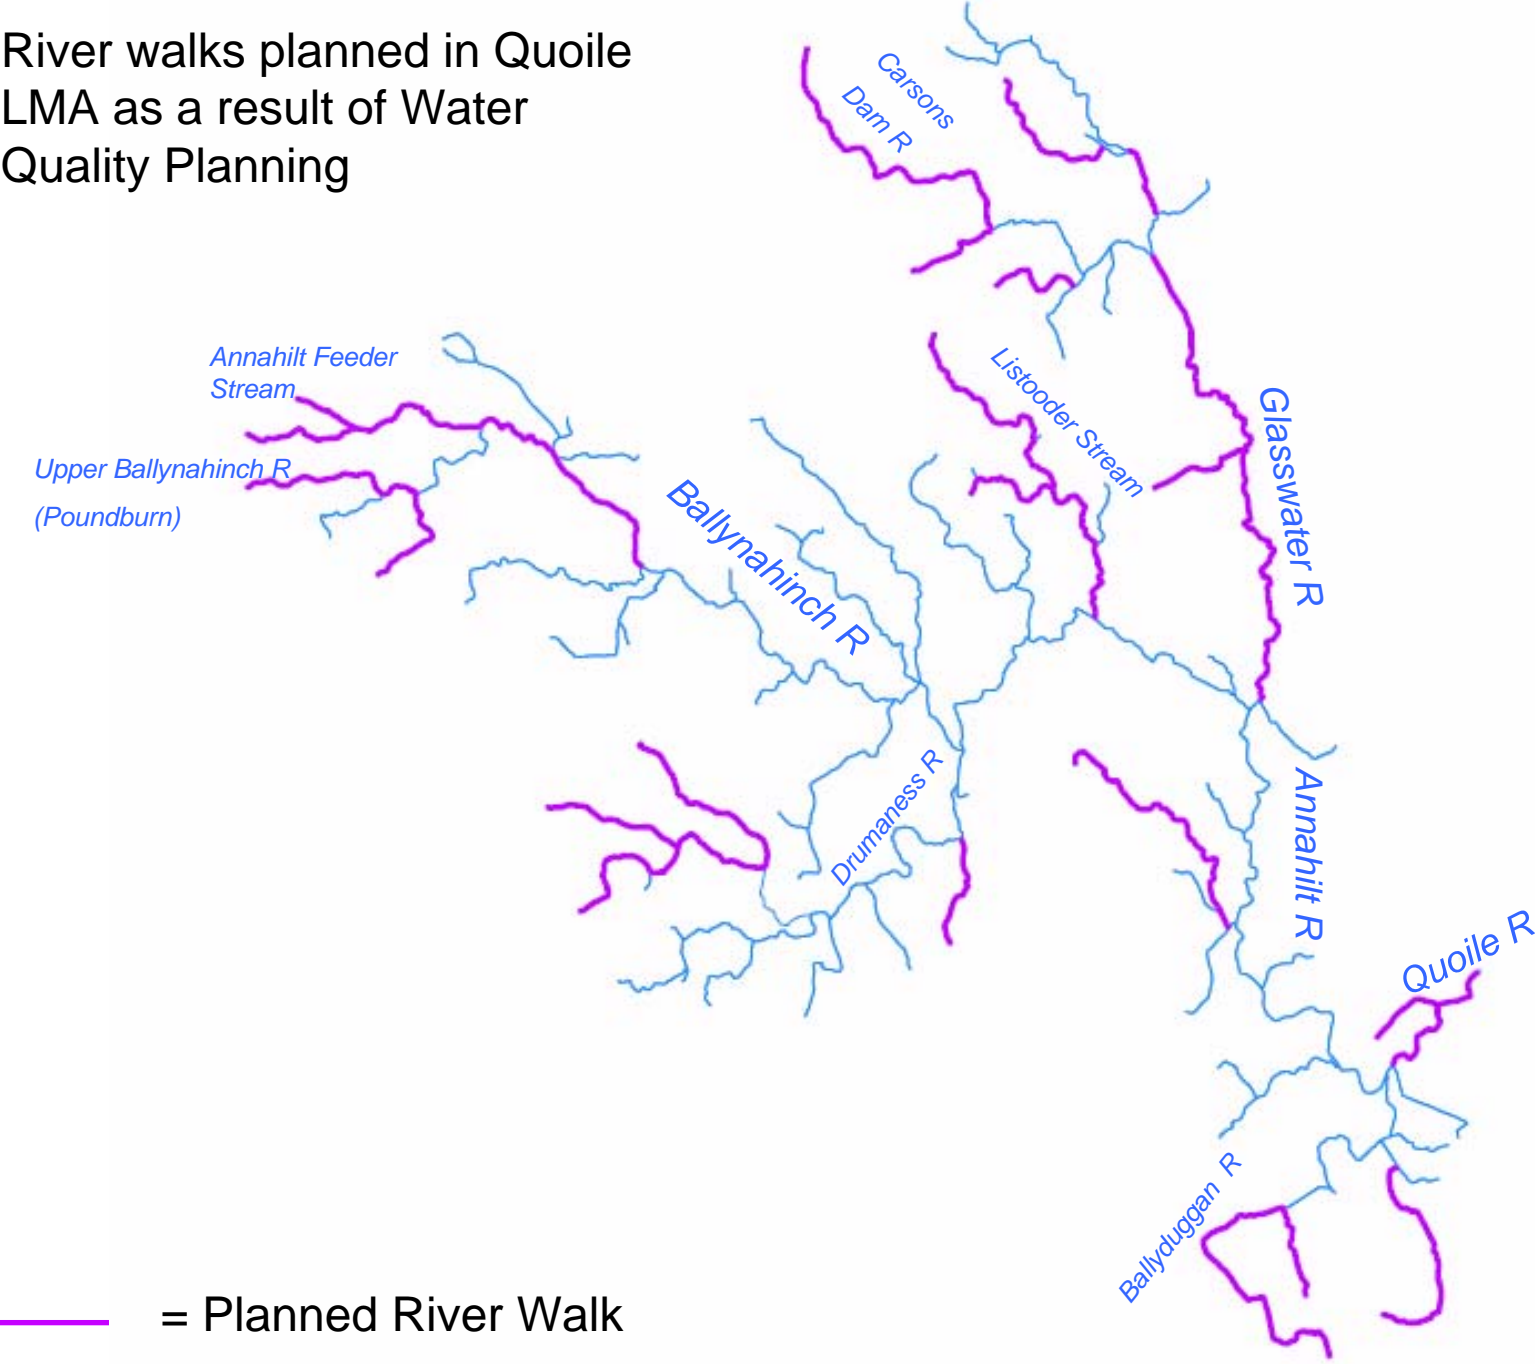 River walks planned in Quoile
LMA as a result of Water
Quality Planning
Carsons
Dam R
Annahilt Feeder
Stream
Listooder Stream
Glasswater R
Upper Ballynahinch R
(Poundburn)
Ballynahinch R
Drumaness R
Annahilt R
Quoile R
Ballyduggan R
= Planned River Walk